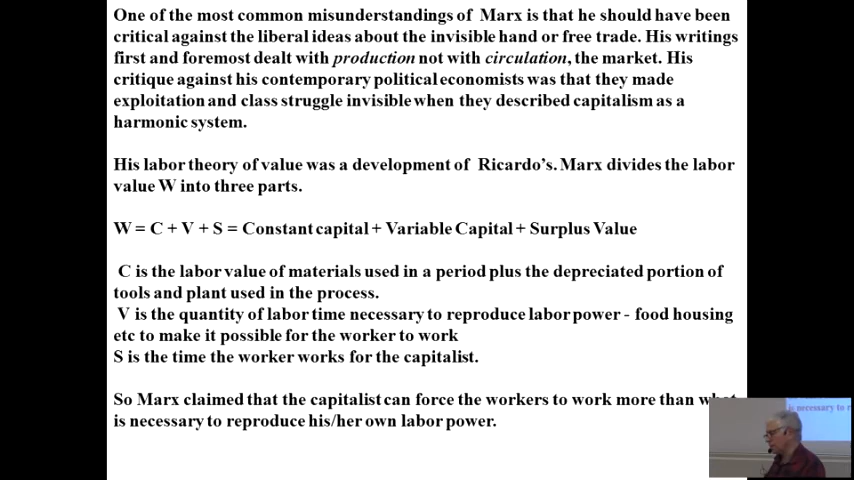 One of the most common misunderstandings of Marx is that he should have been
critical against the liberal ideas about the invisible hand or free trade. His writings
first and foremost dealt with production not with circulation, the market. His
critique against his contemporary political economists was that they made
exploitation and class struggle invisible when they described capitalism as a
harmonic system.
His labor theory of value was a development of Ricardo's. Marx divides the labor
value W into three parts.
W = C + V + S = Constant capital + Variable Capital + Surplus Value
C is the labor value of materials used in a period plus the depreciated portion of
tools and plant used in the process.
V is the quantity of labor time necessary to reproduce labor power - food housing
etc to make it possible for the worker to work
S is the time the worker works for the capitalist.
So Marx claimed that the capitalist can force the workers to work more than what
is necessary to reproduce his/her own labor power.
is necessary to r